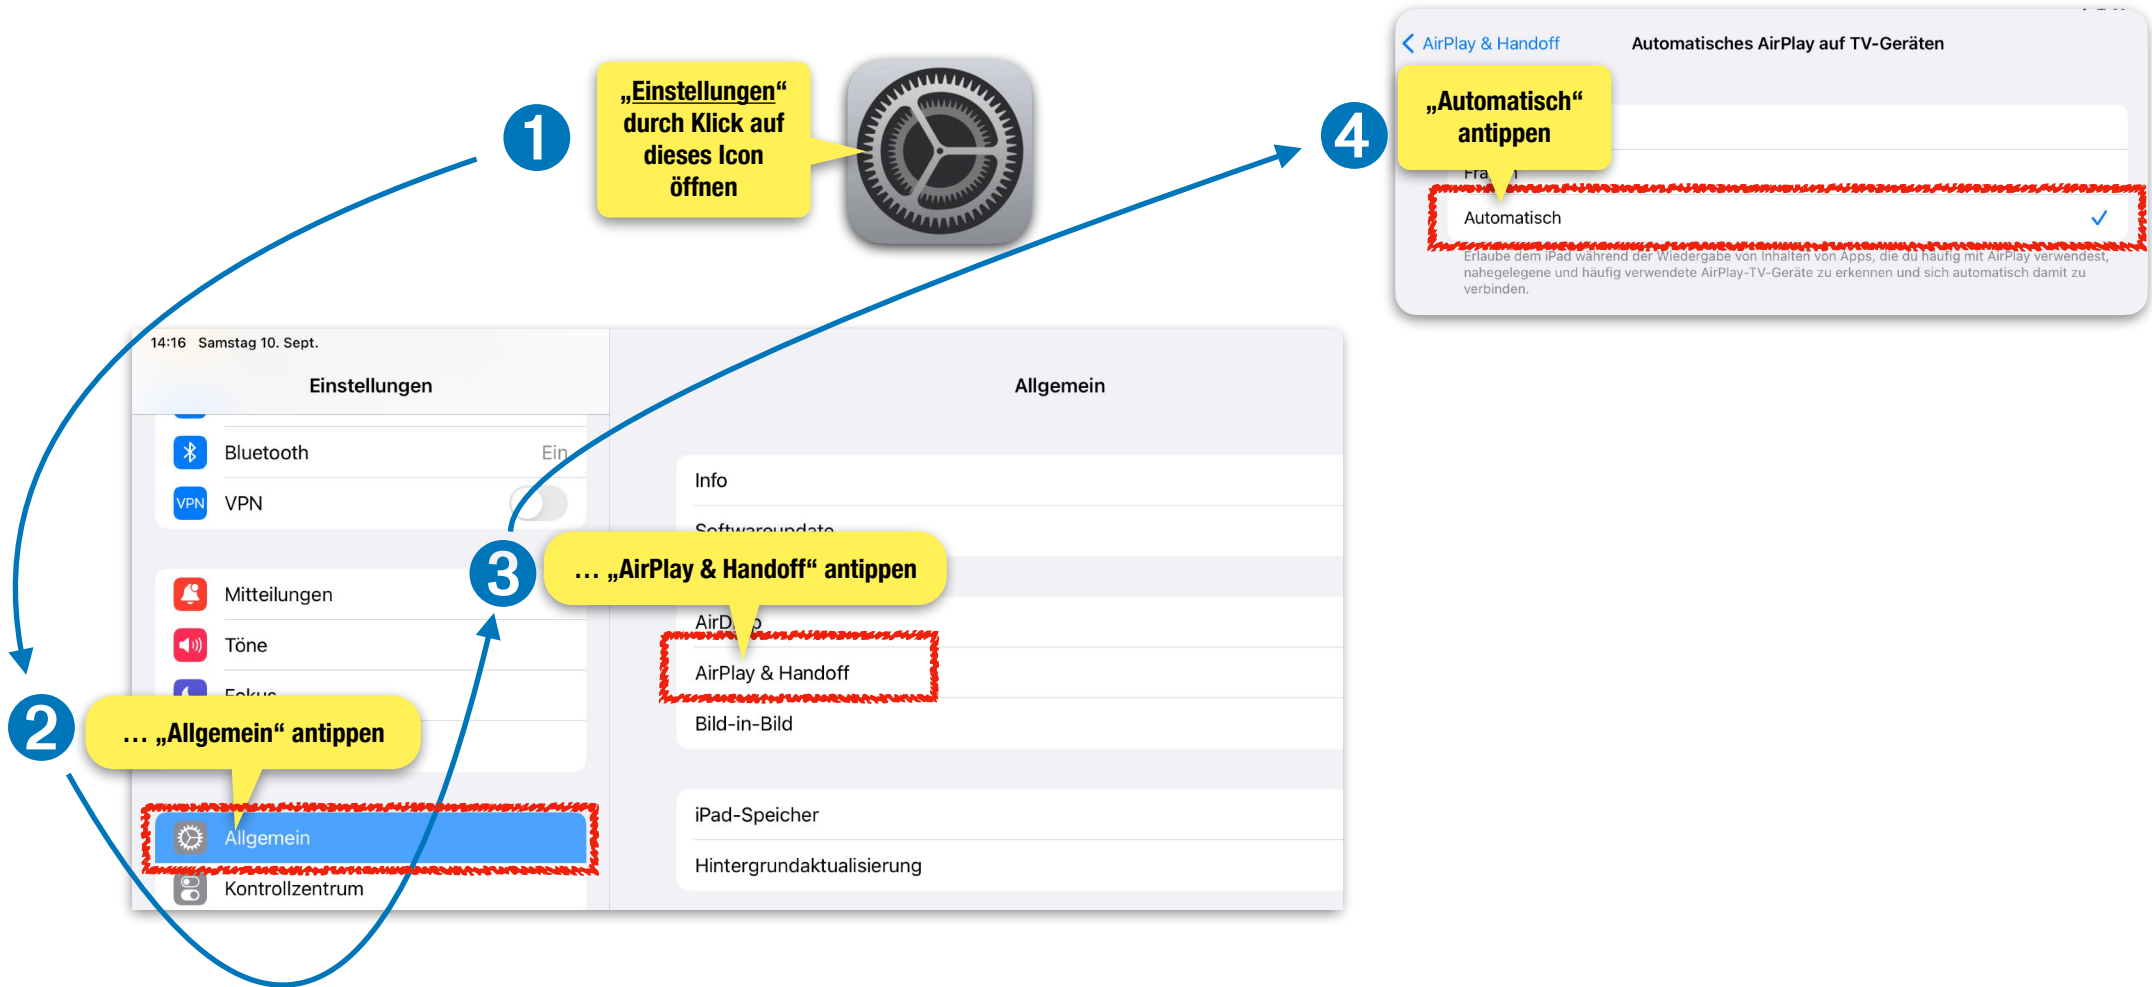 1
„Einstellungen“
durch Klick auf
dieses Icon
öffnen
4
„Automatisch“
antippen
AirPlay & Handoff
Automatisches AirPlay auf TV-Geräten
Automatisch
Erlaube dem iPad während der Wiedergabe von Inhalten von Apps, die du häufig mit AirPlay verwendest,
nahegelegene und häufig verwendete AirPlay-TV-Geräte zu erkennen und sich automatisch damit zu
verbinden.
14:16 Samstag 10. Sept.
Einstellungen
Bluetooth Ein
VPN VPN
Mitteilungen
Töne
Fokus
2
... „Allgemein“ antippen
Allgemein
Kontrollzentrum
Allgemein
Info
Softwareupdate
3
... „AirPlay & Handoff“ antippen
AirDrop
AirPlay & Handoff
Bild-in-Bild
iPad-Speicher
Hintergrundaktualisierung